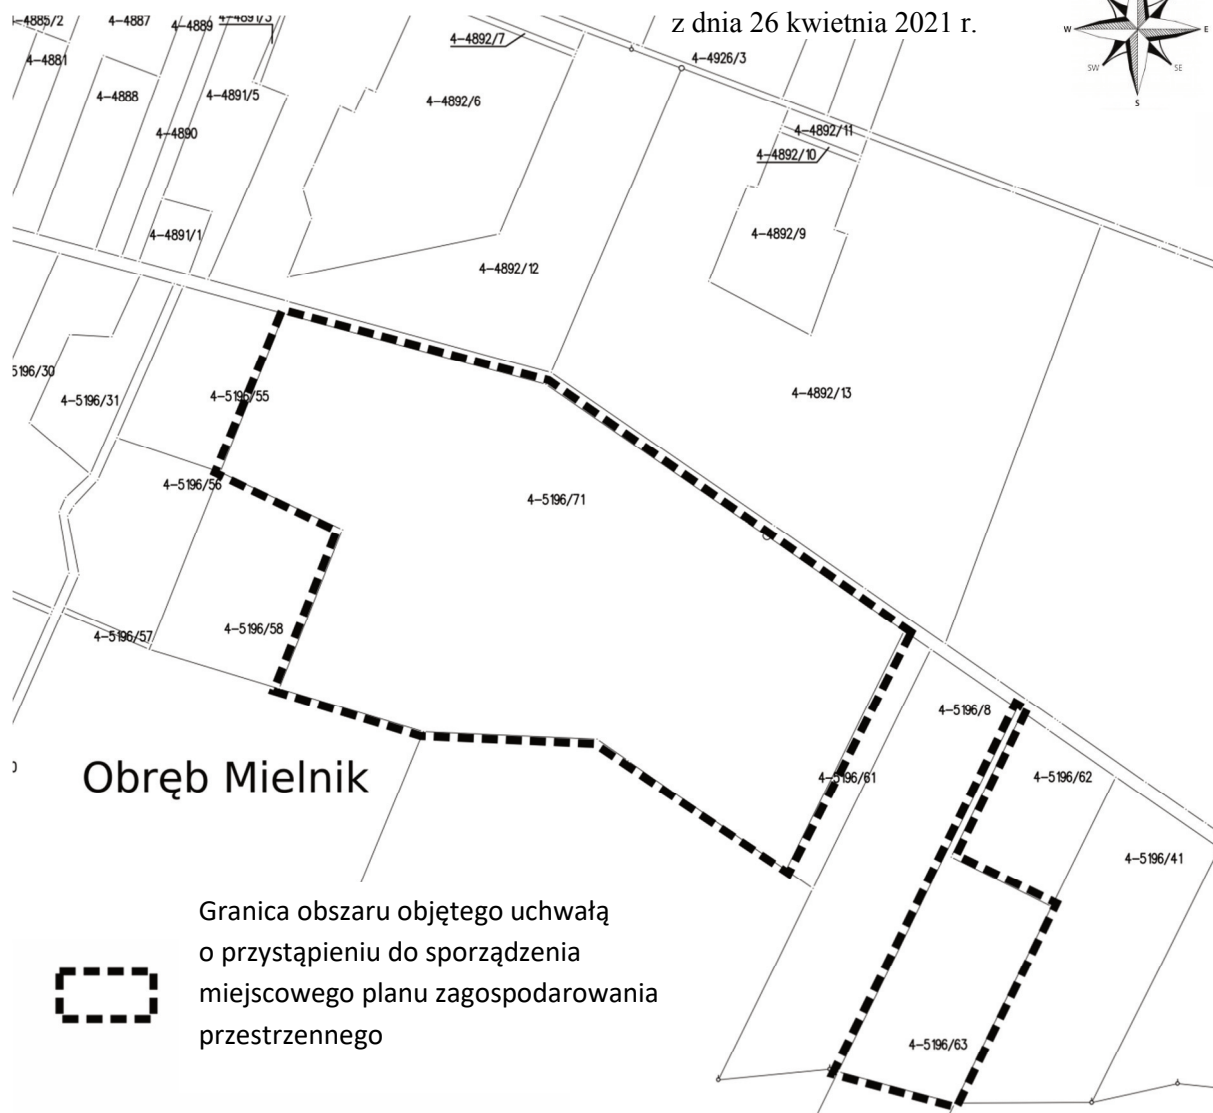 z dnia 26 kwietnia 2021 r.
W
E
SW
SE
S
4-4887
4-4889
4-4892/7
4-4926/3
4-4881
4-4888
4-4891/5
4-4892/6
4-4890
4-4892/11
4-4892/10
4-4891/1
4-4892/9
4-4892/12
5196/30
4-5196/31
4-5196/55
4-4892/13
4-5196/56
4-5196/71
4-5196/57
4-5196/58
4-5196/8
4-5196/61
4-5196/62
Obręb Mielnik
4-5196/41
Granica obszaru objętego uchwałą
o przystąpieniu do sporządzenia
miejscowego planu zagospodarowania
przestrzennego
4-5196/63